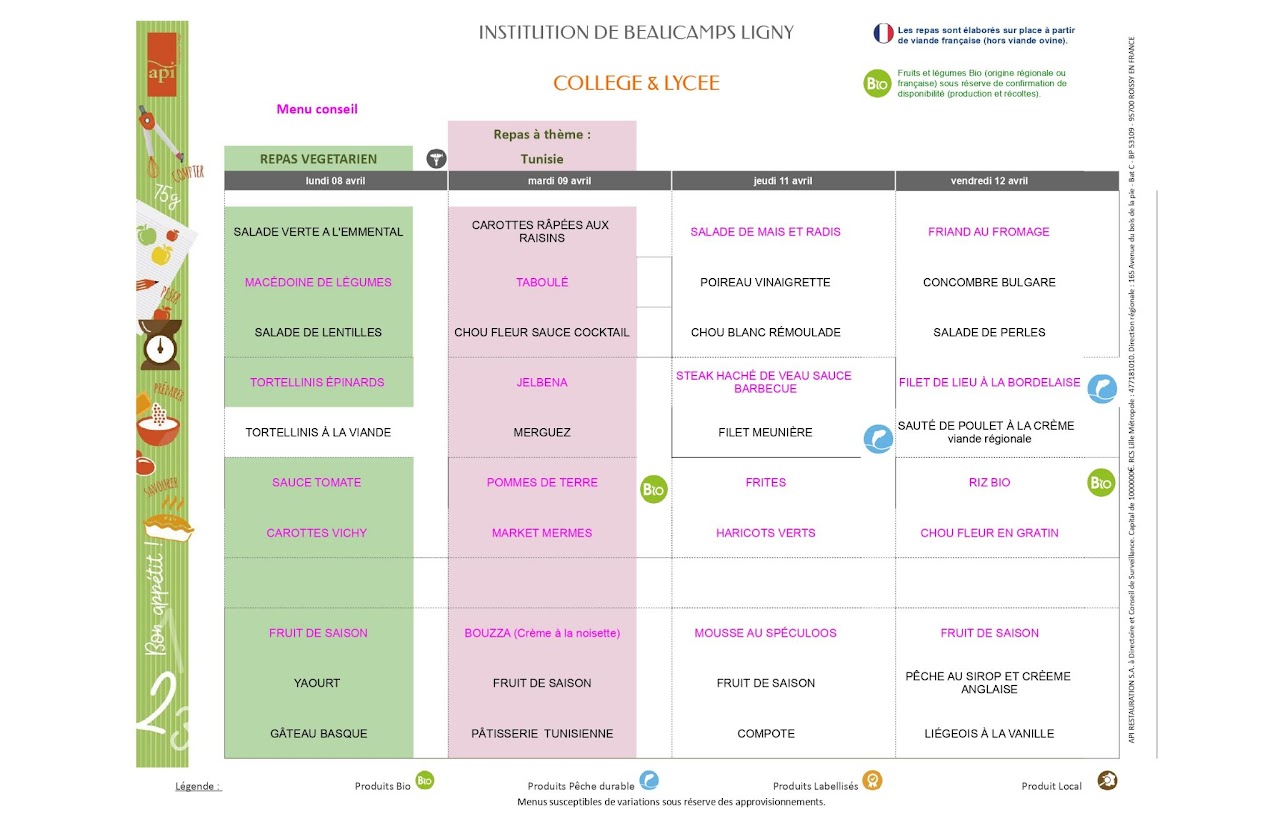 INSTITUTION DE BEAUCAMPS LIGNY
Les repas sont élaborés sur place à partir
de viande française (hors viande ovine).
api
COLLEGE & LYCEE
Bio
Fruits et légumes Bio (origine régionale ou
française) sous réserve de confirmation de
disponibilité (production et récoltes).
Menu conseil
Repas à thème :
REPAS VEGETARIEN
Tunisie
lundi 08 avril
mardi 09 avril
jeudi 11 avril
vendredi 12 avril
COMPTER
75g
PESER
PRÉPARER
SAVOURER
Bon appétit !
2
3
SALADE VERTE A L'EMMENTAL
CAROTTES RÂPÉES AUX
RAISINS
SALADE DE MAIS ET RADIS
FRIAND AU FROMAGE
MACÉDOINE DE LÉGUMES
TABOULÉ
POIREAU VINAIGRETTE
CONCOMBRE BULGARE
SALADE DE LENTILLES
CHOU FLEUR SAUCE COCKTAIL
CHOU BLANC RÉMOULADE
SALADE DE PERLES
TORTELLINIS ÉPINARDS
JELBENA
STEAK HACHÉ DE VEAU SAUCE
BARBECUE
FILET DE LIEU À LA BORDELAISE
TORTELLINIS À LA VIANDE
MERGUEZ
FILET MEUNIÈRE
SAUTÉ DE POULET À LA CRÈME
viande régionale
SAUCE TOMATE
POMMES DE TERRE
Bio
FRITES
RIZ BIO
Bio
CAROTTES VICHY
MARKET MERMES
HARICOTS VERTS
CHOU FLEUR EN GRATIN
FRUIT DE SAISON
BOUZZA (Crème à la noisette)
MOUSSE AU SPÉCULOOS
FRUIT DE SAISON
YAOURT
FRUIT DE SAISON
FRUIT DE SAISON
PÊCHE AU SIROP ET CRÉEME
ANGLAISE
GÂTEAU BASQUE
PÂTISSERIE TUNISIENNE
COMPOTE
LIÉGEOIS À LA VANILLE
API RESTAURATION S.A. à Directoire et Conseil de Surveillance. Capital de 1000000€. RCS Lille Métropole : 477181010. Direction régionale : 165 Avenue du bois de la pie - Bat C - BP 53109 - 95700 ROISSY EN FRANCE
Légende :
Produits Bio
Bio
Produits Pêche durable
Produits Labellisés
Produit Local
Menus susceptibles de variations sous réserve des approvisionnements.